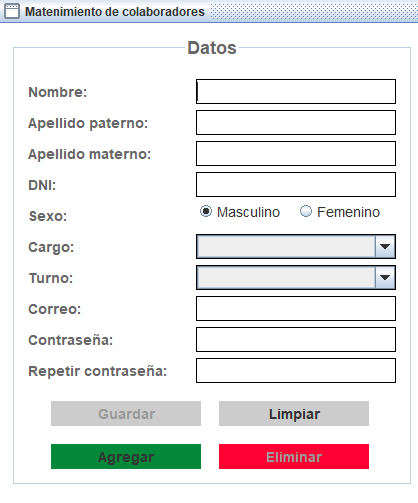 Matenimiento de colaboradores
Datos
Nombre:
Apellido paterno:
Apellido materno:
DNI:
Sexo: Masculino Femenino
Cargo:
Turno:
Correo:
Contraseña:
Repetir contraseña:
Guardar Limpiar
Agregar Eliminar